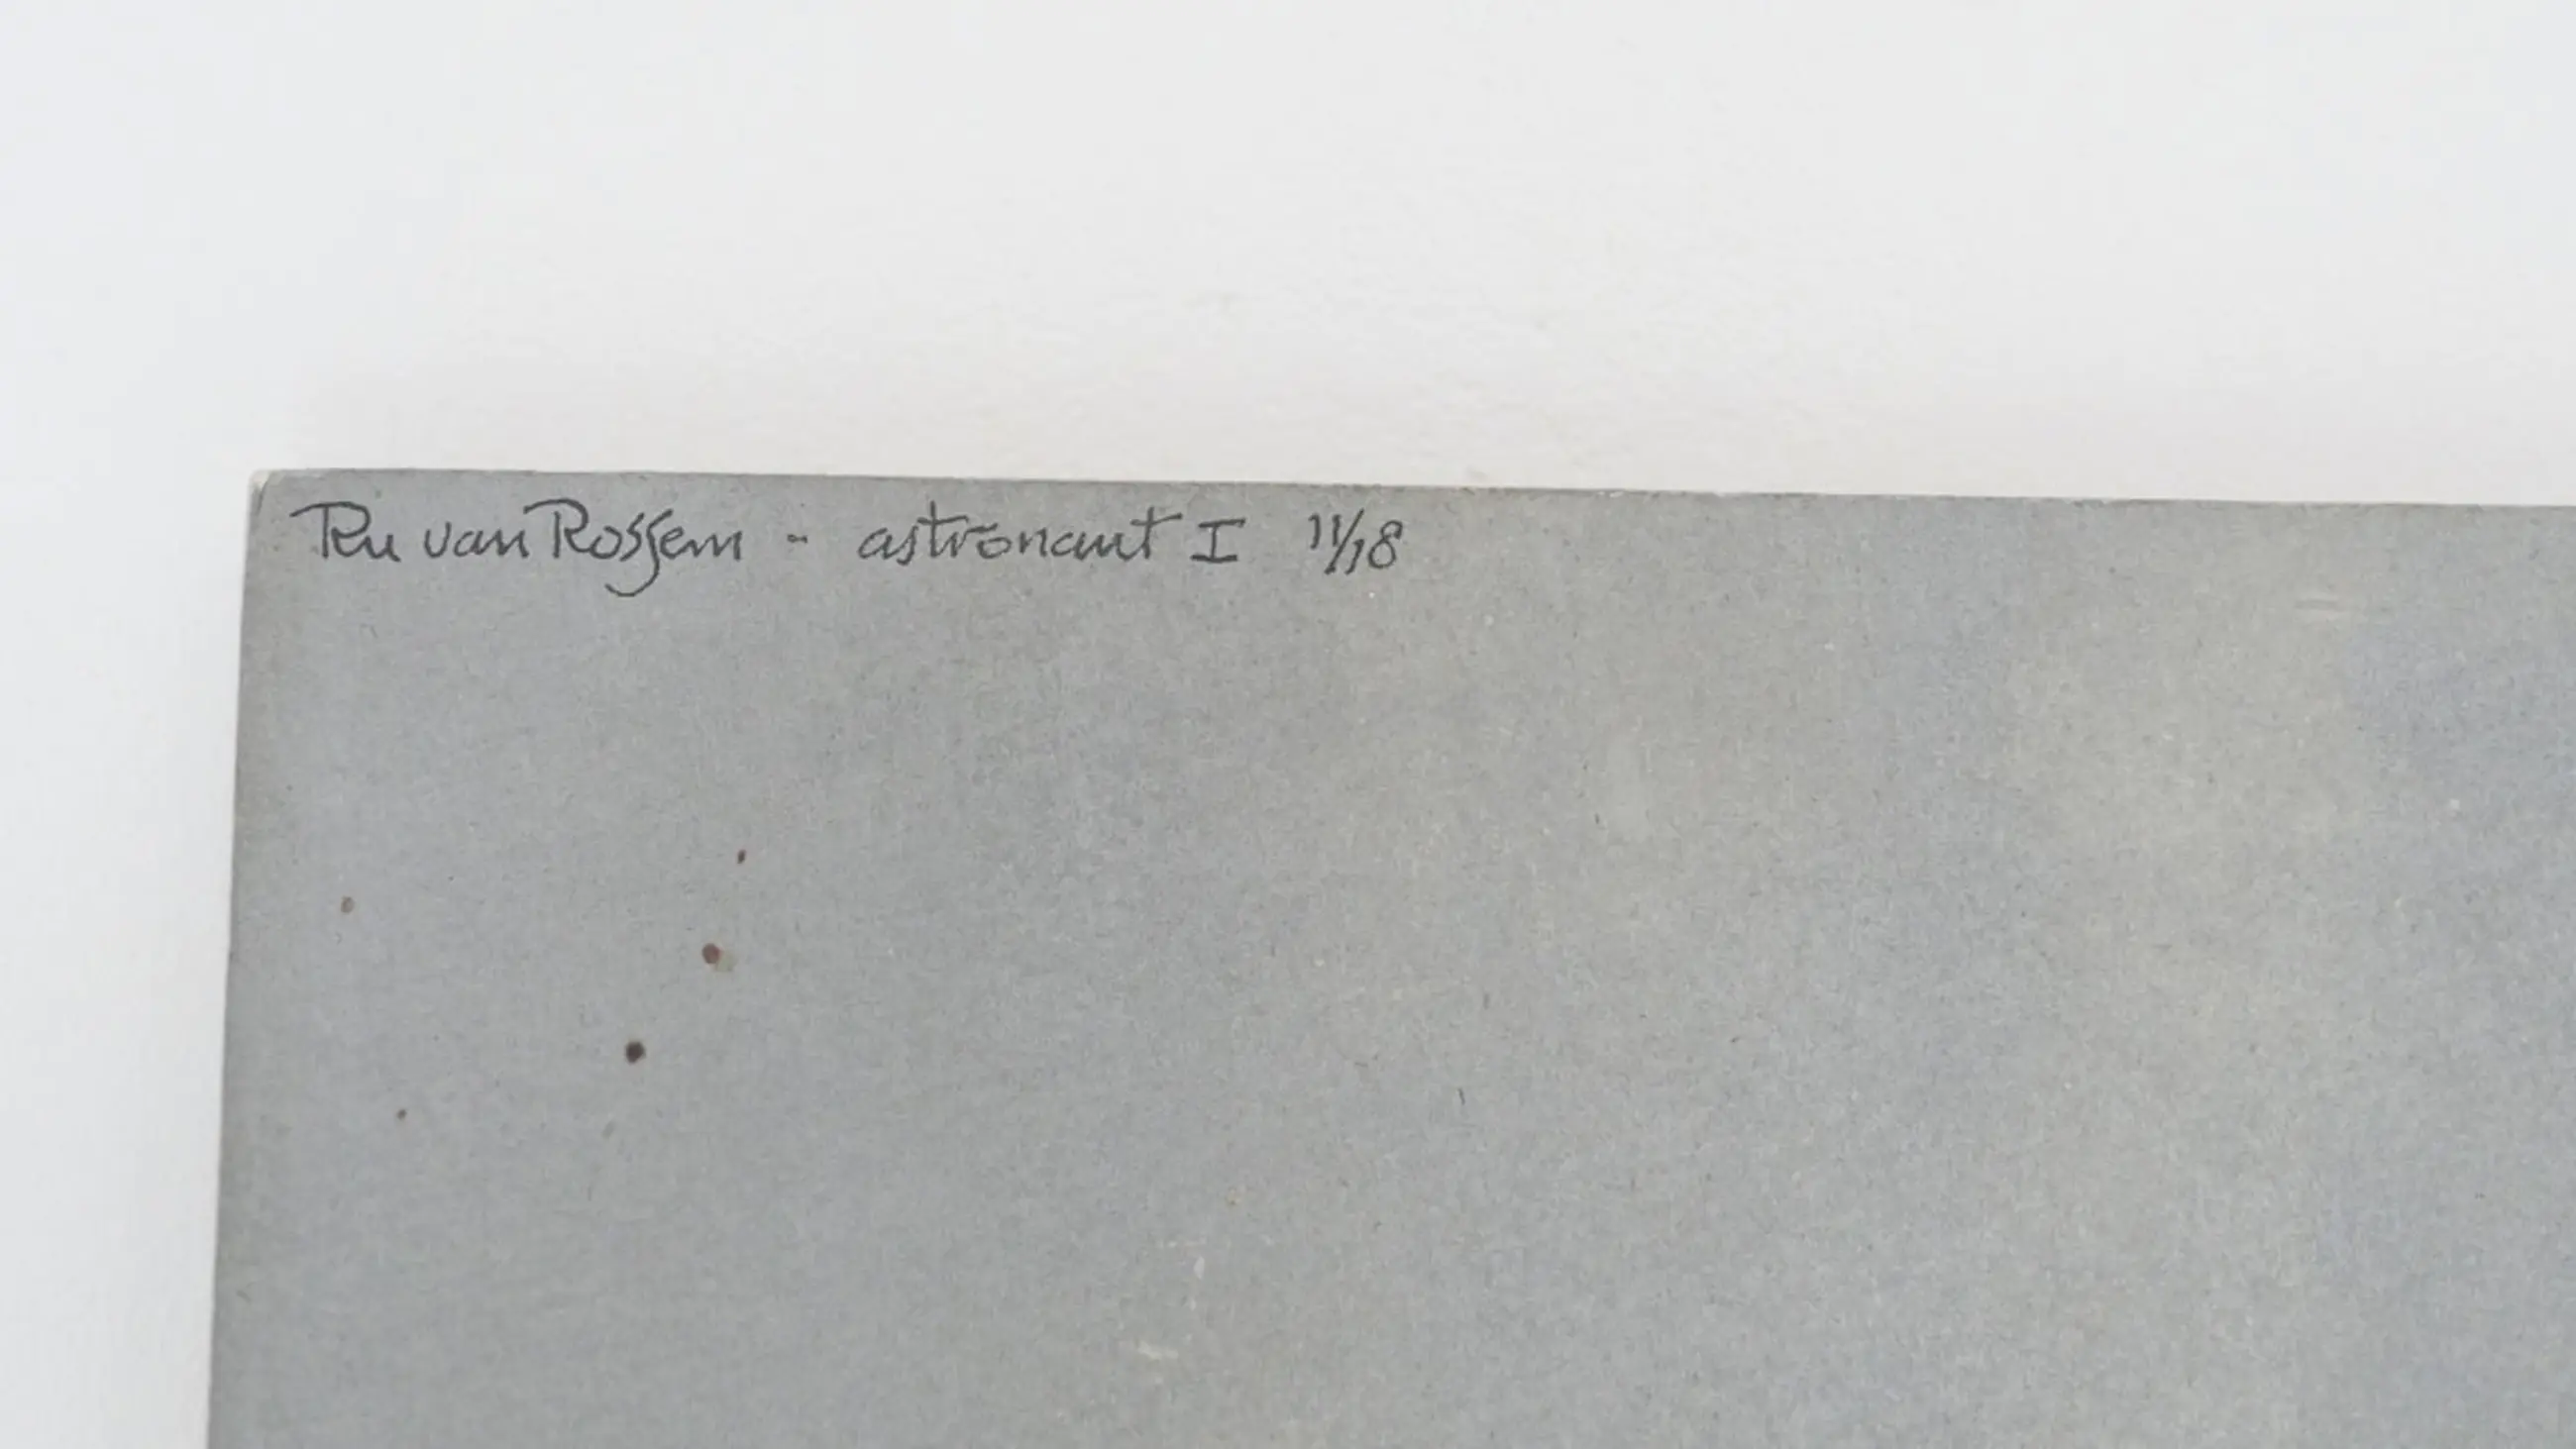 Ru van Rossem - astronaut I 11/18